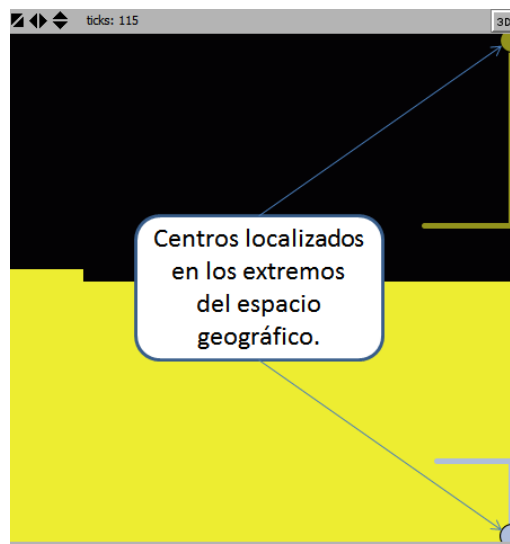 ticks: 115
3D
Centros localizados
en los extremos
del espacio
geográfico.